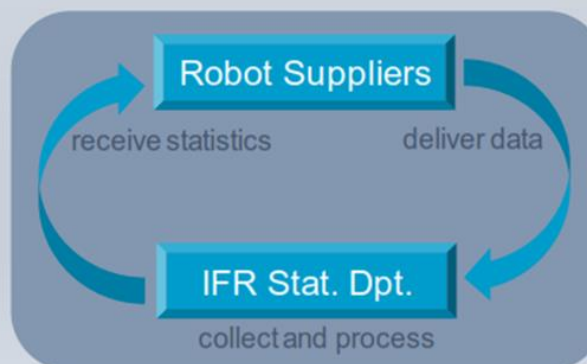 Robot Suppliers
receive statistics
deliver data
IFR Stat. Dpt.
collect and process